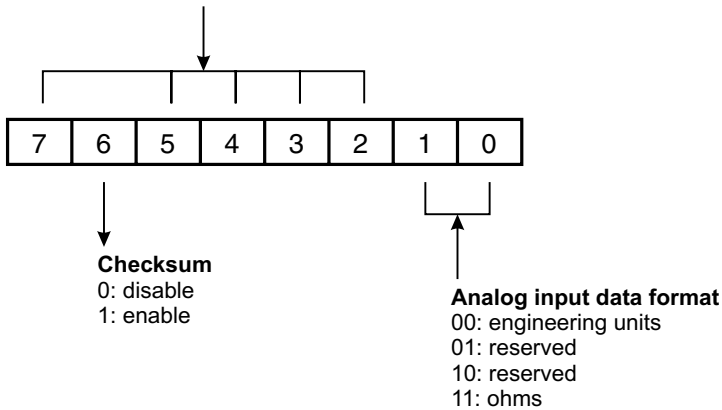 7 6 5 4 3 2 1 0
Checksum
0: disable
1: enable
Analog input data format
00: engineering units
01: reserved
10: reserved
11: ohms